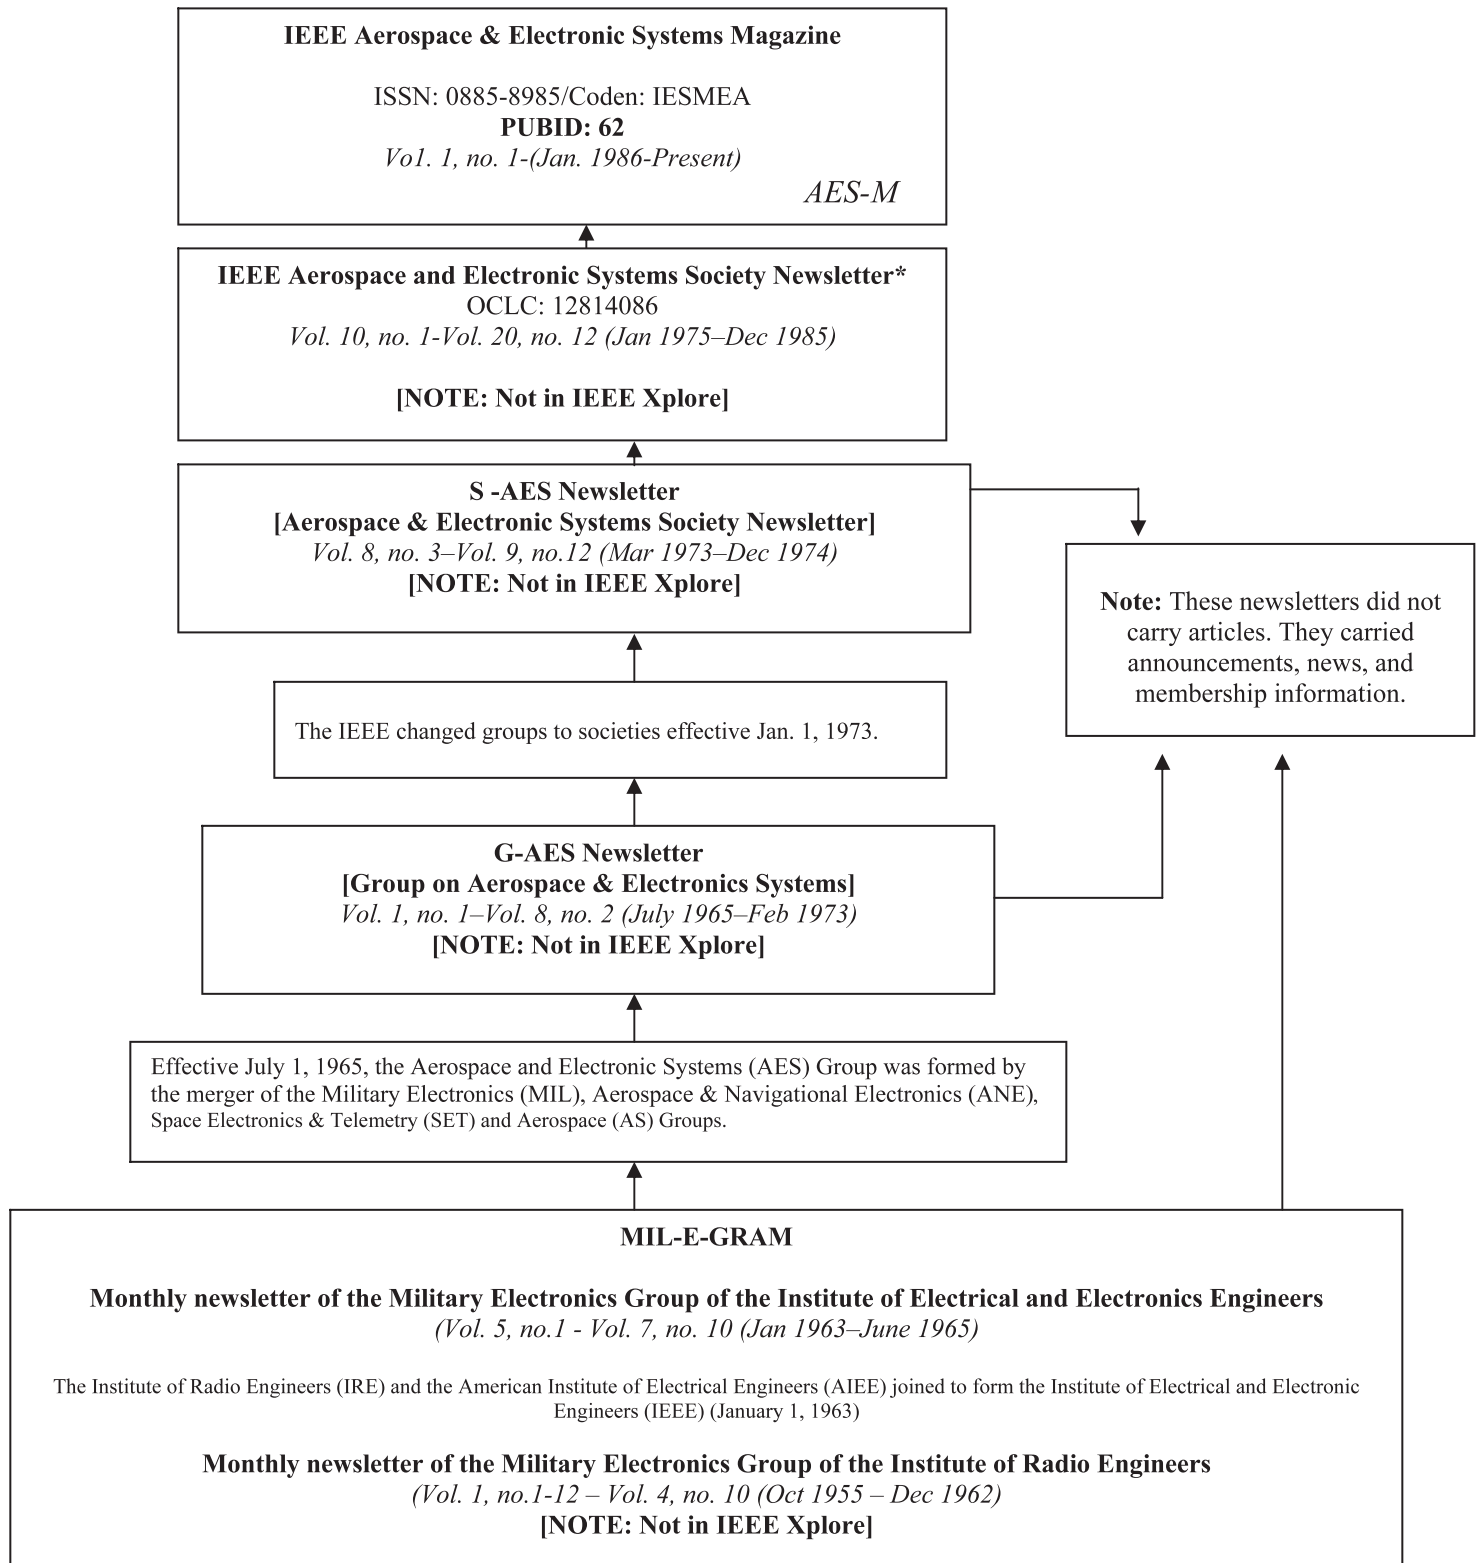 IEEE Aerospace & Electronic Systems Magazine
ISSN: 0885-8985/Coden: IESMEA
PUBID: 62
Vo1. 1, no. 1-(Jan. 1986-Present)
AES-M
IEEE Aerospace and Electronic Systems Society Newsletter*
OCLC: 12814086
Vol. 10, no. 1-Vol. 20, no. 12 (Jan 1975–Dec 1985)
[NOTE: Not in IEEE Xplore]
S -AES Newsletter
[Aerospace & Electronic Systems Society Newsletter]
Vol. 8, no. 3–Vol. 9, no.12 (Mar 1973–Dec 1974)
[NOTE: Not in IEEE Xplore]
Note: These newsletters did not
carry articles. They carried
announcements, news, and
membership information.
The IEEE changed groups to societies effective Jan. 1, 1973.
G-AES Newsletter
[Group on Aerospace & Electronics Systems]
Vol. 1, no. 1–Vol. 8, no. 2 (July 1965–Feb 1973)
[NOTE: Not in IEEE Xplore]
Effective July 1, 1965, the Aerospace and Electronic Systems (AES) Group was formed by
the merger of the Military Electronics (MIL), Aerospace & Navigational Electronics (ANE),
Space Electronics & Telemetry (SET) and Aerospace (AS) Groups.
MIL-E-GRAM
Monthly newsletter of the Military Electronics Group of the Institute of Electrical and Electronics Engineers
(Vol. 5, no.1 - Vol. 7, no. 10 (Jan 1963–June 1965)
The Institute of Radio Engineers (IRE) and the American Institute of Electrical Engineers (AIEE) joined to form the Institute of Electrical and Electronic
Engineers (IEEE) (January 1, 1963)
Monthly newsletter of the Military Electronics Group of the Institute of Radio Engineers
(Vol. 1, no.1-12 – Vol. 4, no. 10 (Oct 1955 – Dec 1962)
[NOTE: Not in IEEE Xplore]